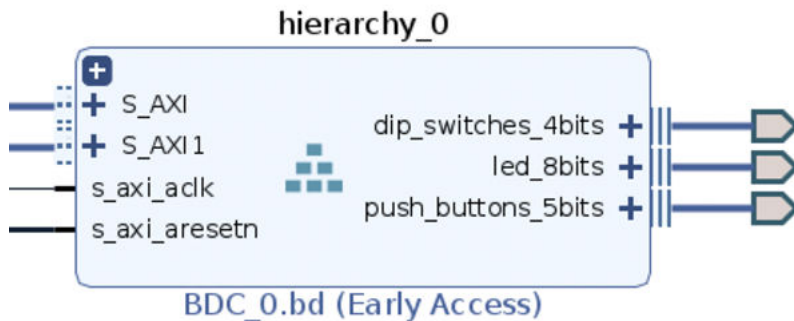 hierarchy_0
S_AXI
S_AXI1
s_axi_aclk
s_axi_aresetn
dip_switches_4bits
led_8bits
push_buttons_5bits
BDC_0.bd (Early Access)